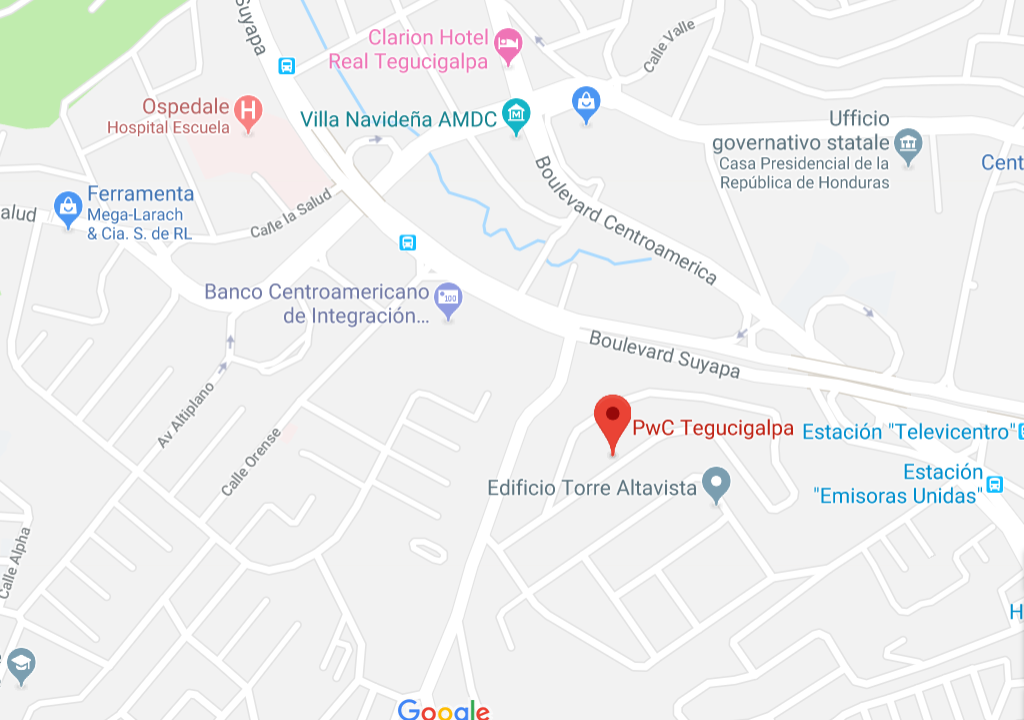 Suyapa
Clarion Hotel
Real Tegucigalpa
Calle Valle
Ospedale
Hospital Escuela
Villa Navideña AMDC
Ufficio
governativo statale
Casa Presidencial de la
República de Honduras
Cent
Ferramenta
Mega-Larach
& Cia. S. de RL
alud
Calle la Salud
Boulevard Centroamerica
Banco Centroamericano
de Integración...
100
Boulevard Suyapa
Av Altiplano
Calle Orense
PwC Tegucigalpa
Estación "Televicentro"
Edificio Torre Altavista
Estación
"Emisoras Unidas"
Calle Alpha
H
Google